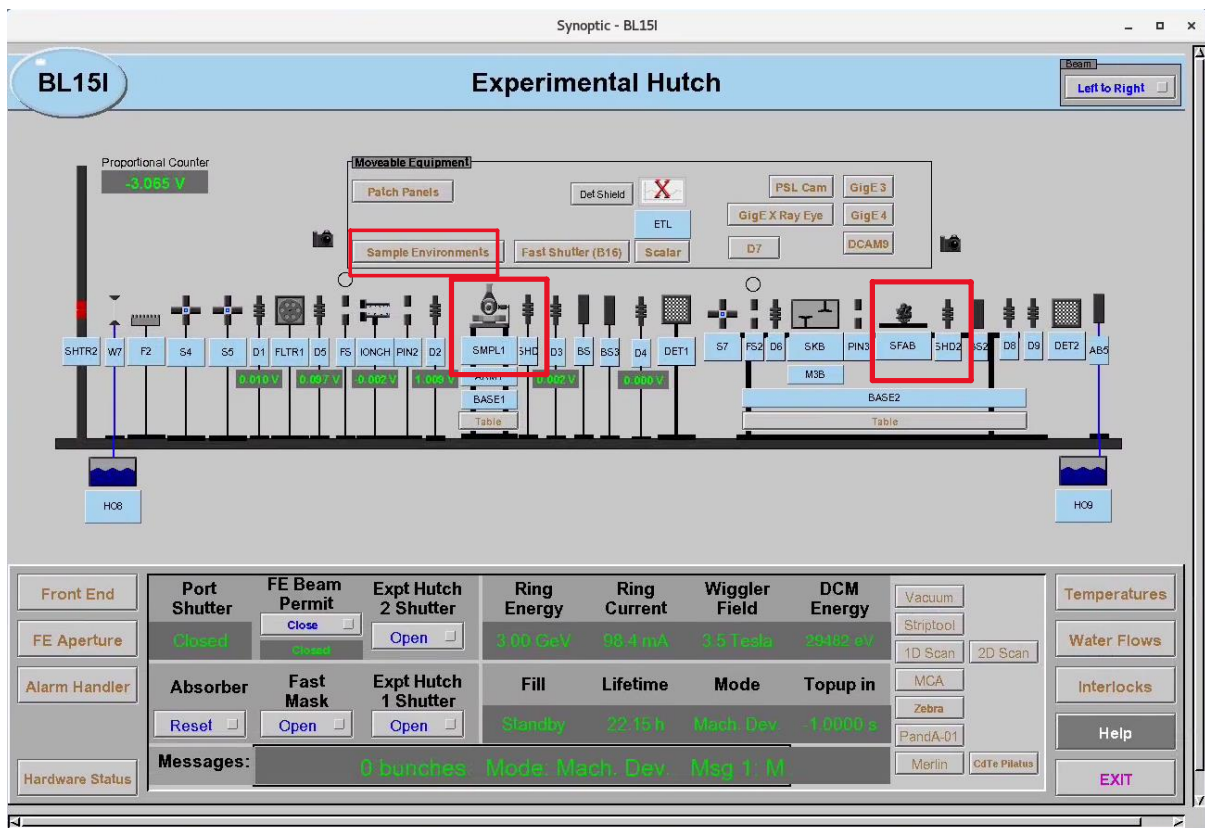 Synoptic - BL15I
BL15I
Experimental Hutch
Beam
Left to Right
Proportional Counter
-3.065 V
Moveable Equipment
Patch Panels
Det Shield
X
ETL
PSL Cam
GigE 3
GigE X Ray Eye
GigE 4
Sample Environments
Fast Shutter (B16)
Scalar
D7
DCAM9
SHTR2 W7 F2 S4 S5 D1 FLTR1 D5 FS IONCH PIN2 D2 SMPL1 SHD D3 BS BS3 D4 DET1 S7 FS2 D6 SKB PIN3 SFAB SHD2 D8 D9 DET2 AB5
0.010 V 0.097 V -0.002 V 1.009 V 0.002 V 0.000 V
M3B
BASE1
BASE2
Table
Table
HO8
HO9
Front End
FE Aperture
Alarm Handler
Hardware Status
Port Shutter
Closed
FE Beam Permit
Close
Closed
Expt Hutch 2 Shutter
Open
Ring Energy
3.00 GeV
Ring Current
98.4 mA
Wiggler Field
3.5 Tesla
DCM Energy
29482 eV
Absorber
Reset
Fast Mask
Open
Expt Hutch 1 Shutter
Open
Fill
Standby
Lifetime
22.15 h
Mode
Mach. Dev.
Topup in
-1.0000 s
Messages:
0 bunches Mode: Mach. Dev. Msg 1: M
Vacuum
Striptool
1D Scan
2D Scan
MCA
Zebra
PandA-01
Merlin
CdTe Pilatus
Temperatures
Water Flows
Interlocks
Help
EXIT